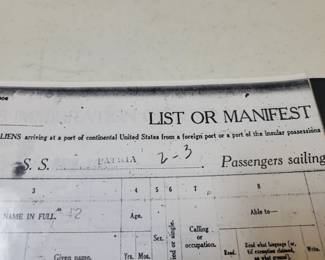 LIST OR MANIFEST
LIENS arriving at a port of continental United States from a foreign port or a port of the insular possessions
S. S. PATRIA 2-3 Passengers sailing
3 4 5 6 7 8
NAME IN FULL. Age. Sex. Calling or occupation. Able to—
Given name. Yrs. Mos. Read. Read what language [or, if exemption claimed, on what ground]